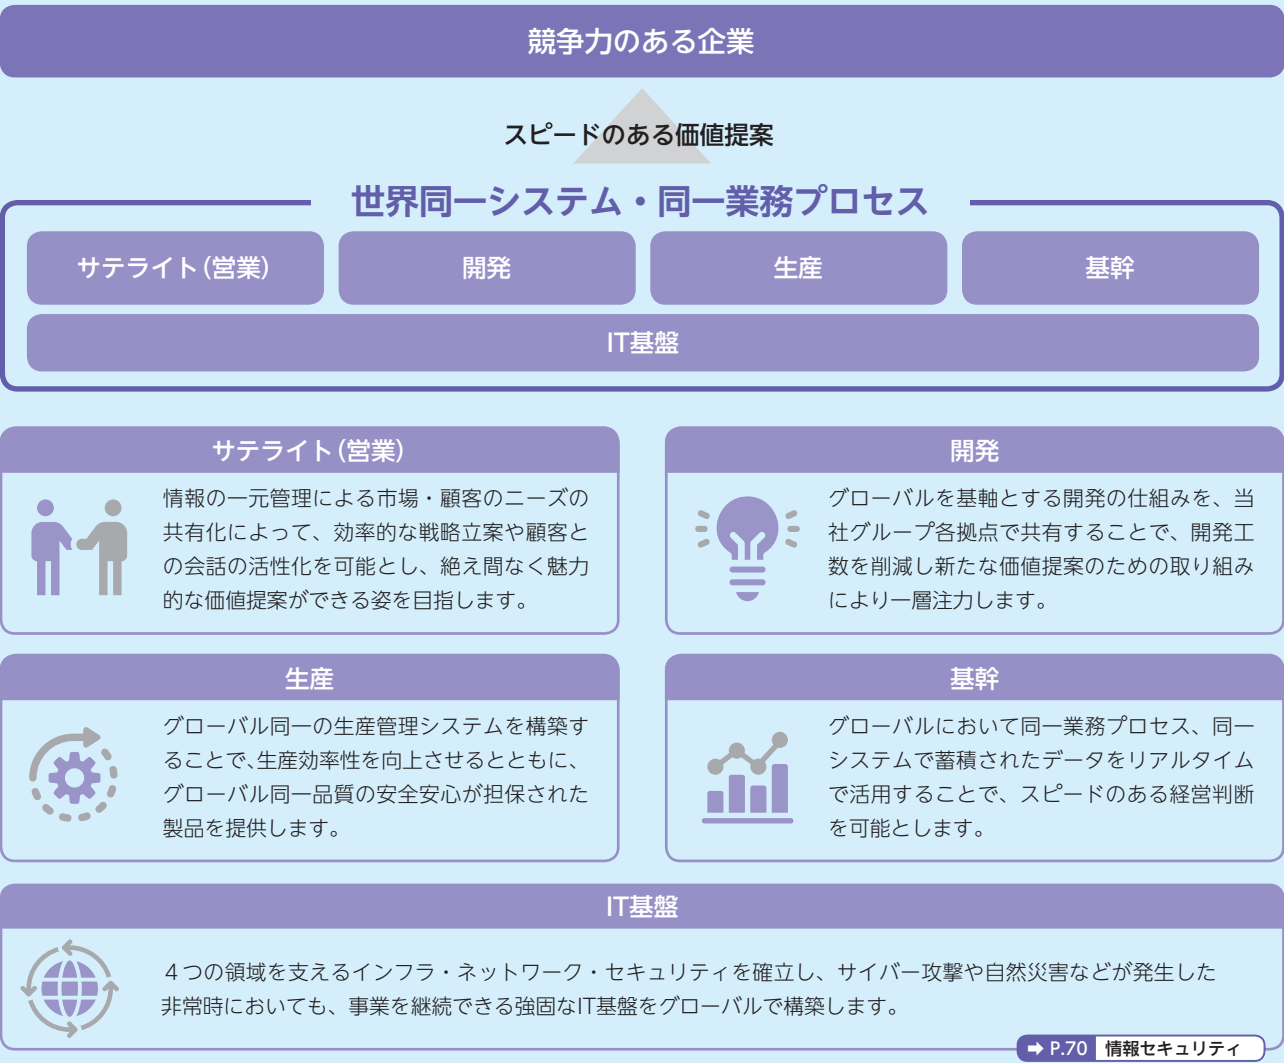 競争力のある企業
スピードのある価値提案
世界同一システム・同一業務プロセス
サテライト(営業)
開発
生産
基幹
IT基盤
サテライト(営業)
情報の一元管理による市場・顧客のニーズの
共有化によって、効率的な戦略立案や顧客と
の会話の活性化を可能とし、絶え間なく魅力
的な価値提案ができる姿を目指します。
開発
グローバルを基軸とする開発の仕組みを、当
社グループ各拠点で共有することで、開発工
数を削減し新たな価値提案のための取り組み
により一層注力します。
生産
グローバル同一の生産管理システムを構築す
ることで、生産効率性を向上させるとともに、
グローバル同一品質の安全安心が担保された
製品を提供します。
基幹
グローバルにおいて同一業務プロセス、同一
システムで蓄積されたデータをリアルタイム
で活用することで、スピードのある経営判断
を可能とします。
IT基盤
４つの領域を支えるインフラ・ネットワーク・セキュリティを確立し、サイバー攻撃や自然災害などが発生した
非常時においても、事業を継続できる強固なIT基盤をグローバルで構築します。
➡ P.70 情報セキュリティ